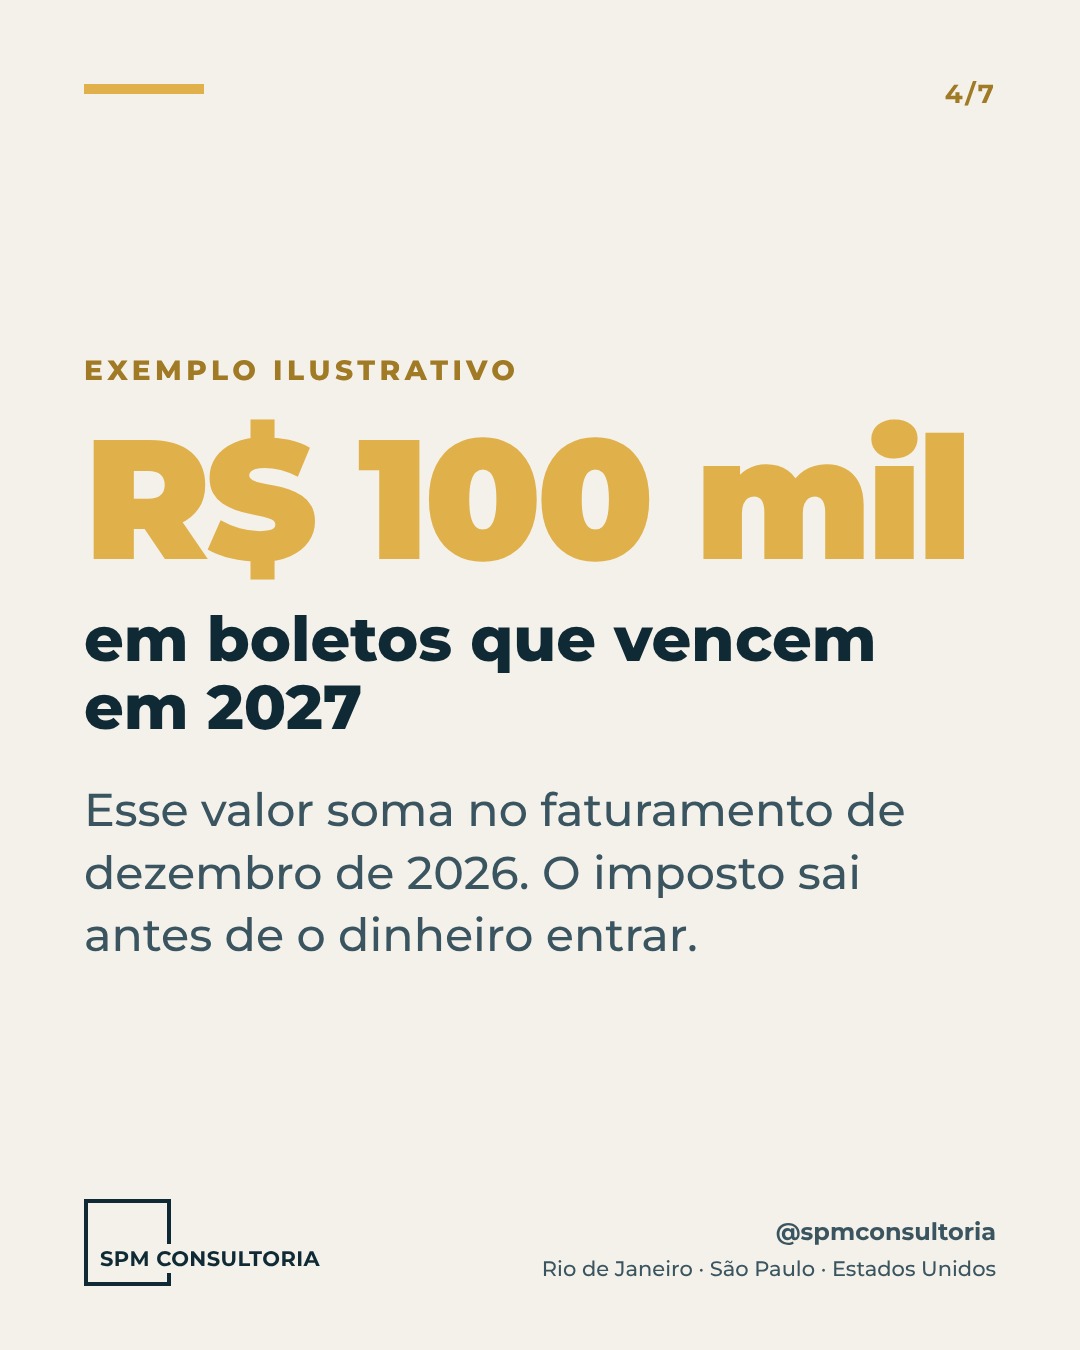 4/7
EXEMPLO ILUSTRATIVO
R$ 100 mil
em boletos que vencem
em 2027
Esse valor soma no faturamento de
dezembro de 2026. O imposto sai
antes de o dinheiro entrar.
SPM CONSULTORIA
@spmconsultoria
Rio de Janeiro · São Paulo · Estados Unidos